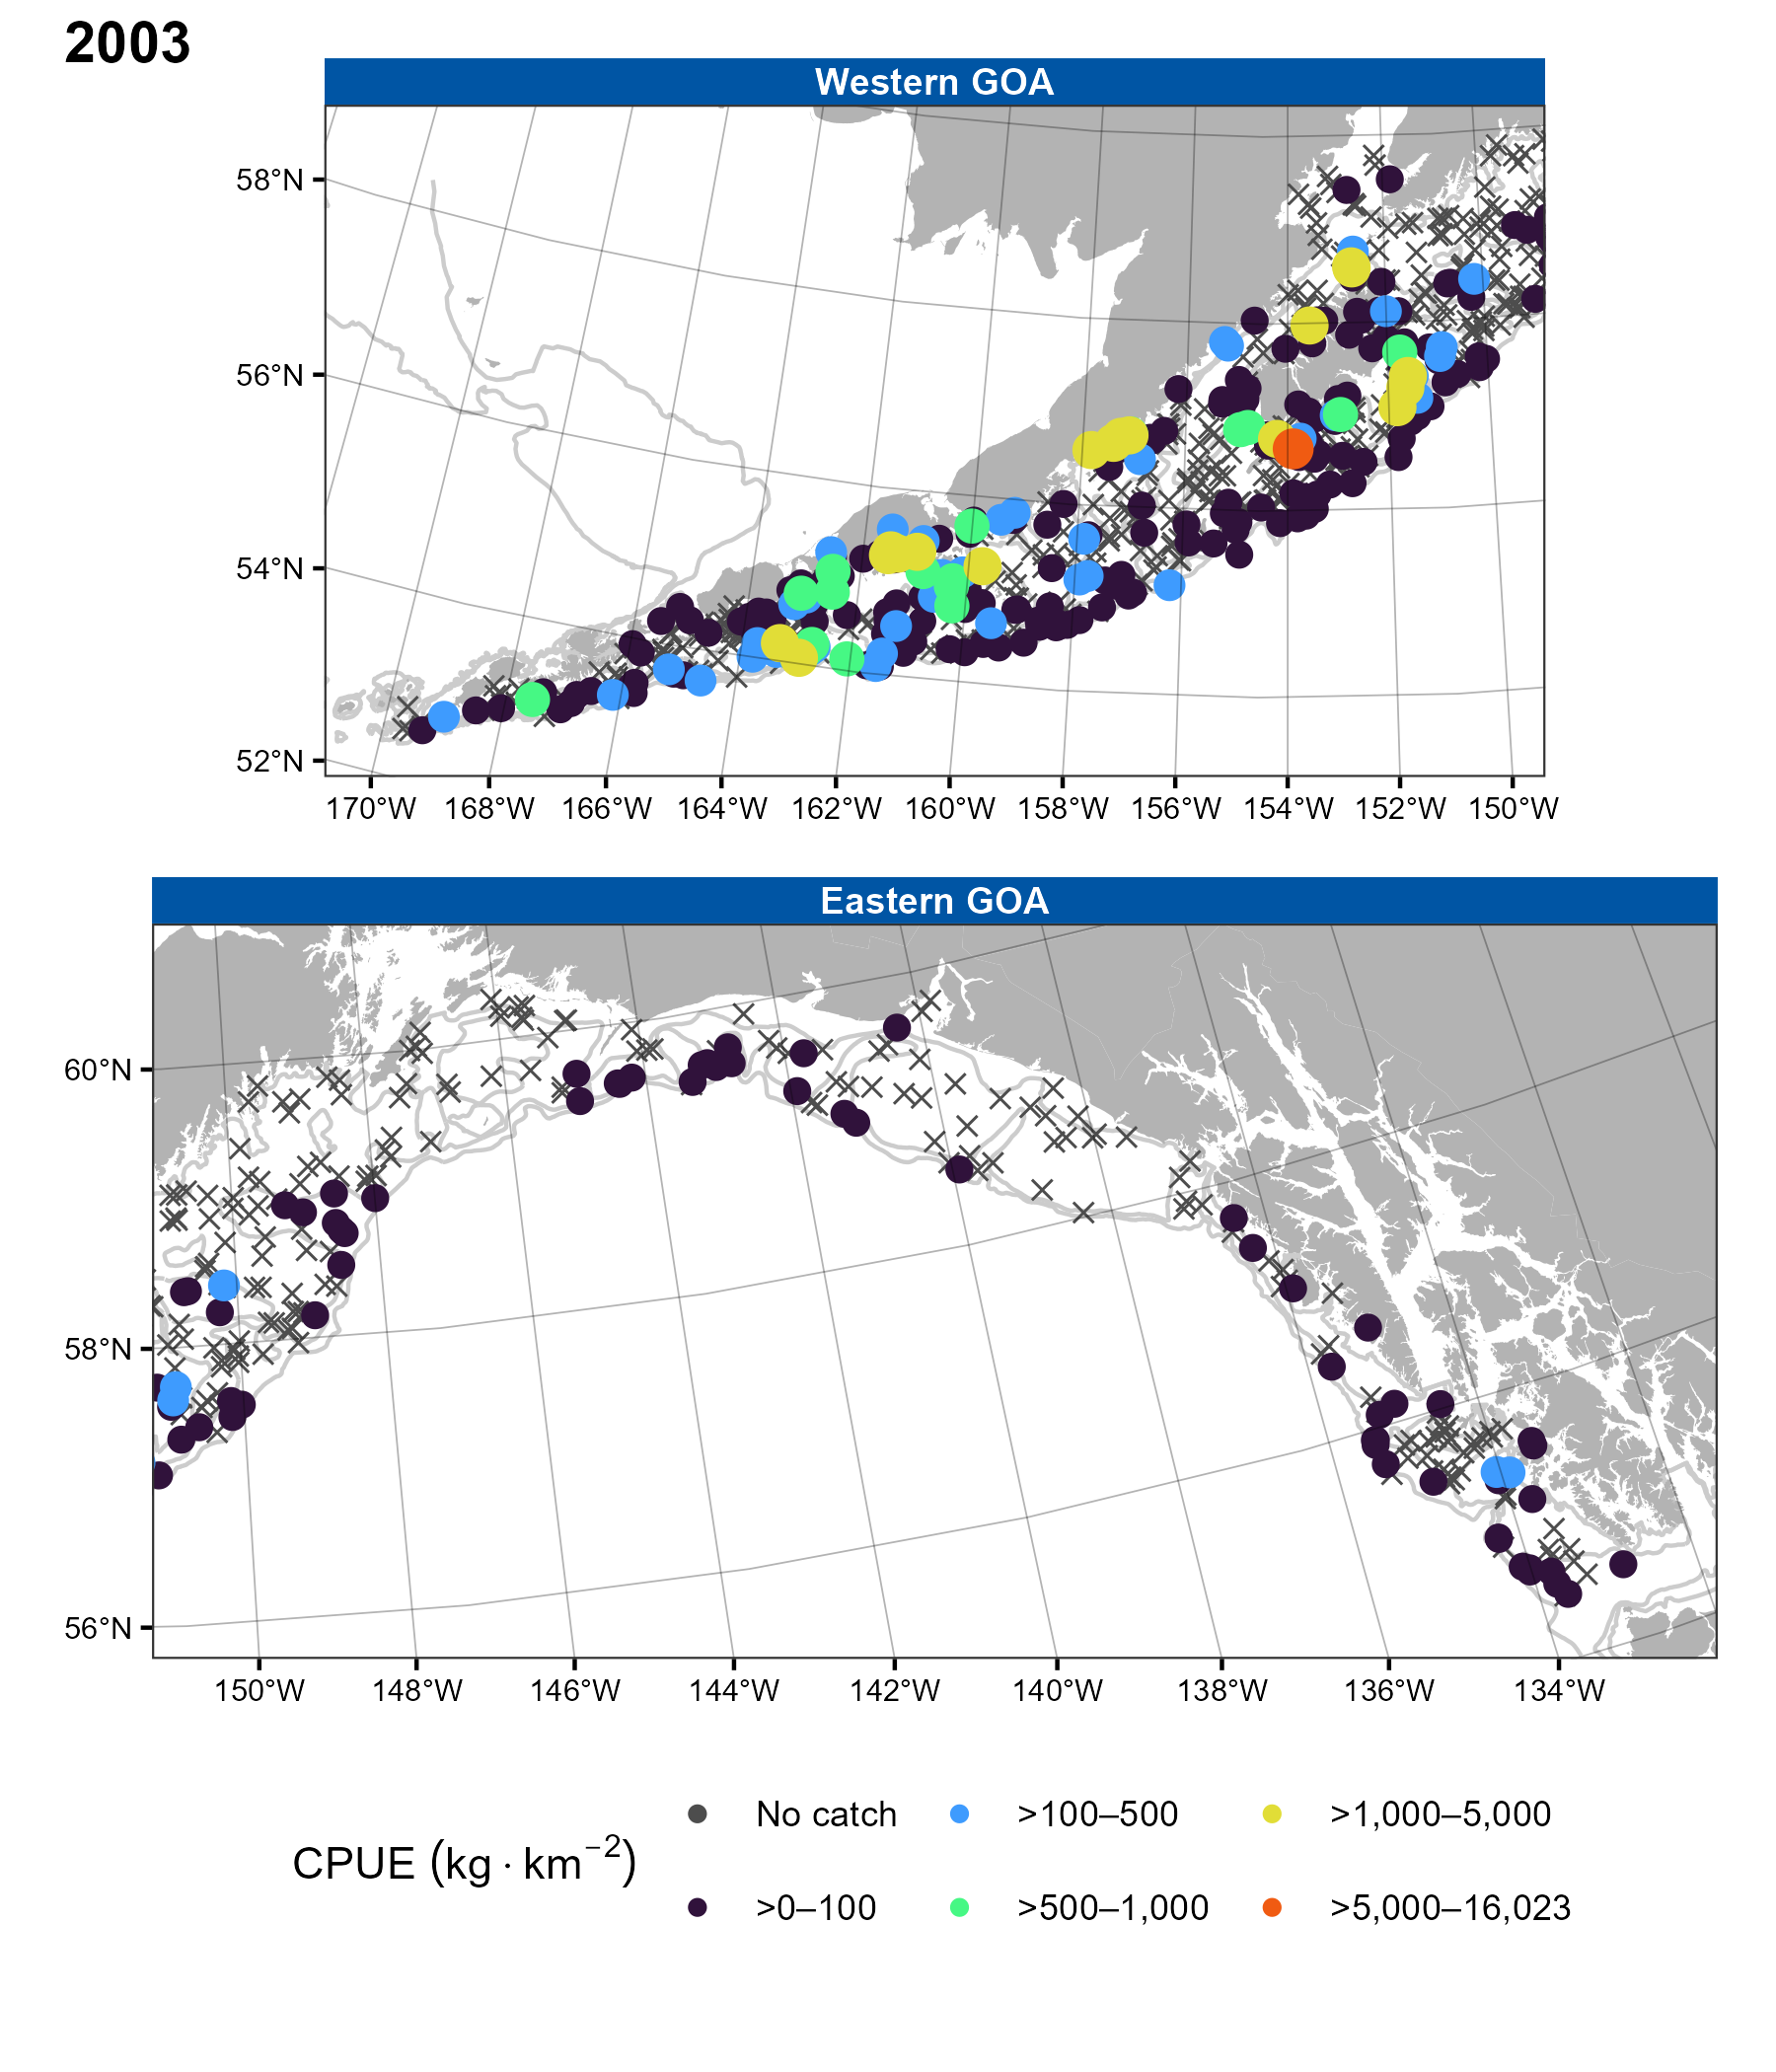 2003
Western GOA
58°N
56°N
54°N
52°N
170°W 168°W 166°W 164°W 162°W 160°W 158°W 156°W 154°W 152°W 150°W
Eastern GOA
60°N
58°N
56°N
150°W 148°W 146°W 144°W 142°W 140°W 138°W 136°W 134°W
CPUE (kg · km⁻²)
No catch >100–500 >1,000–5,000
>0–100 >500–1,000 >5,000–16,023